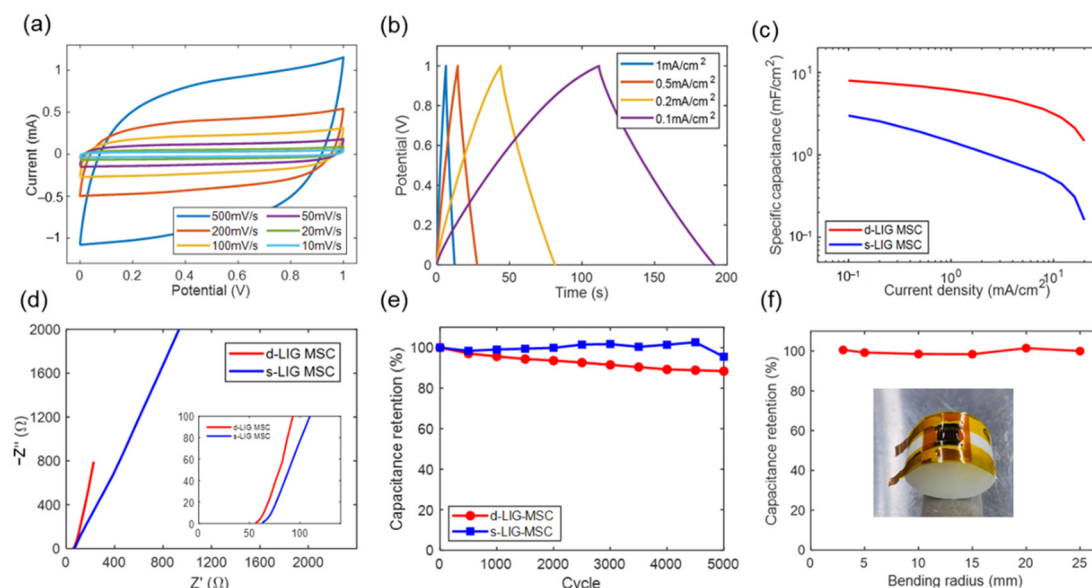 (a)
Current (mA)
1
0.5
0
−0.5
−1
500mV/s
50mV/s
200mV/s
20mV/s
100mV/s
10mV/s
0
0.2
0.4
0.6
0.8
1
Potential (V)
(b)
Potential (V)
1
0.8
0.6
0.4
0.2
0
1mA/cm²
0.5mA/cm²
0.2mA/cm²
0.1mA/cm²
0
50
100
150
200
Time (s)
(c)
Specific capacitance (mF/cm²)
10¹
10⁰
10⁻¹
d-LIG MSC
s-LIG MSC
10⁻¹
10⁰
10¹
Current density (mA/cm²)
(d)
−Z'' (Ω)
2000
1600
1200
800
400
0
d-LIG MSC
s-LIG MSC
100
80
60
40
20
0
d-LIG MSC
s-LIG MSC
0
50
100
0
400
800
1200
1600
2000
Z' (Ω)
(e)
Capacitance retention (%)
120
100
80
60
40
20
0
d-LIG-MSC
s-LIG-MSC
0
1000
2000
3000
4000
5000
Cycle
(f)
Capacitance retention (%)
100
80
60
40
20
0
0
5
10
15
20
25
Bending radius (mm)